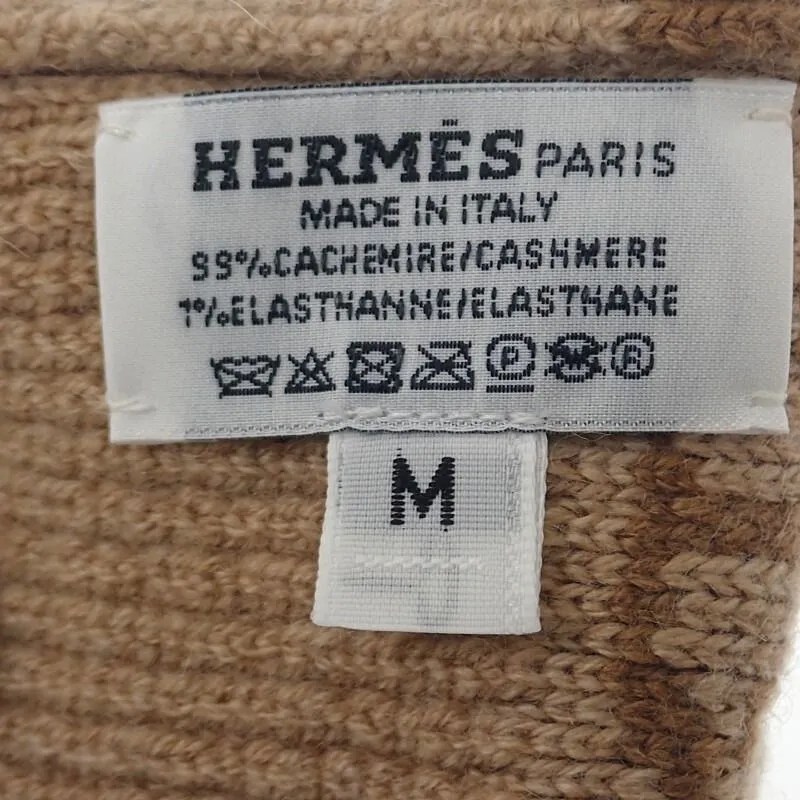 HERMÈS PARIS
MADE IN ITALY
99%CACHEMIRE/CASHMERE
1%ELASTHANNE/ELASTHANE
P R
M